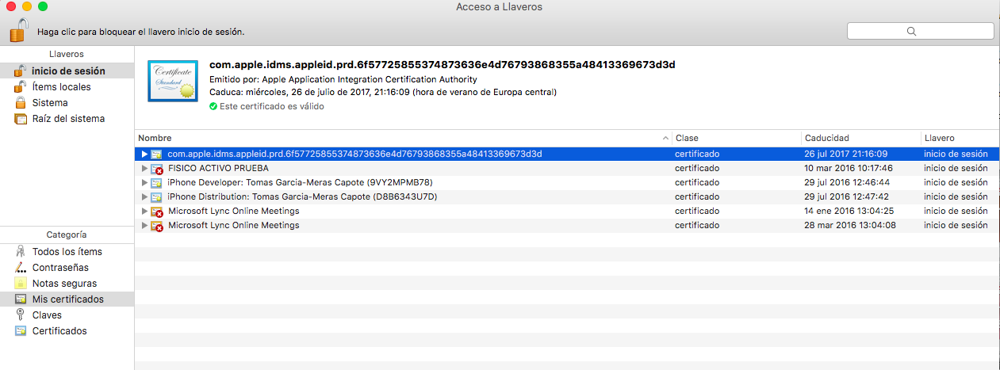 Acceso a Llaveros
Haga clic para bloquear el llavero inicio de sesión.
Llaveros
inicio de sesión
Ítems locales
Sistema
Raíz del sistema
Categoría
Todos los ítems
Contraseñas
Notas seguras
Mis certificados
Claves
Certificados
Certificate
Standard
com.apple.idms.appleid.prd.6f57725855374873636e4d76793868355a48413369673d3d
Emitido por: Apple Application Integration Certification Authority
Caduca: miércoles, 26 de julio de 2017, 21:16:09 (hora de verano de Europa central)
Este certificado es válido
Nombre Clase Caducidad Llavero
com.apple.idms.appleid.prd.6f57725855374873636e4d76793868355a48413369673d3d certificado 26 jul 2017 21:16:09 inicio de sesión
FISICO ACTIVO PRUEBA certificado 10 mar 2016 10:17:46 inicio de sesión
iPhone Developer: Tomas Garcia-Meras Capote (9VY2MPMB78) certificado 29 jul 2016 12:46:44 inicio de sesión
iPhone Distribution: Tomas Garcia-Meras Capote (D8B6343U7D) certificado 29 jul 2016 12:47:42 inicio de sesión
Microsoft Lync Online Meetings certificado 14 ene 2016 13:04:25 inicio de sesión
Microsoft Lync Online Meetings certificado 28 mar 2016 13:04:08 inicio de sesión